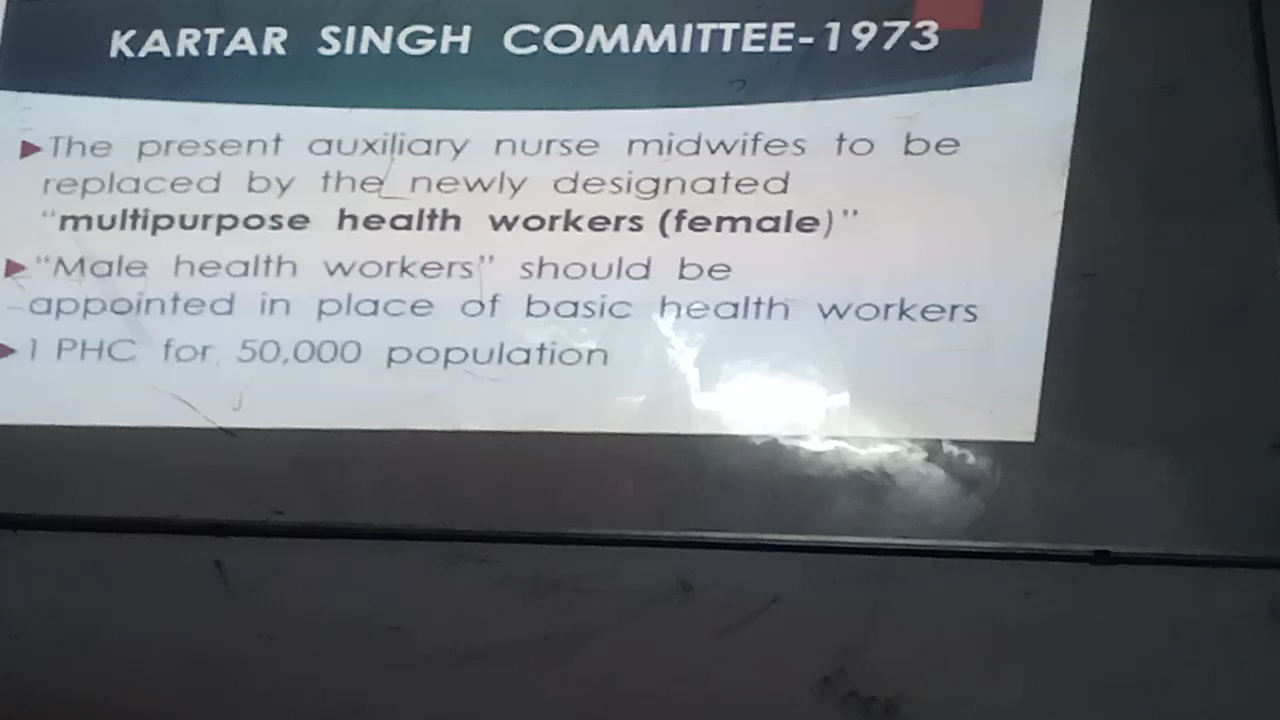 KARTAR SINGH COMMITTEE-1973
The present auxiliary nurse midwifes to be
replaced by the newly designated
"multipurpose health workers (female)"
"Male health workers" should be
appointed in place of basic health workers
1 PHC for 50,000 population